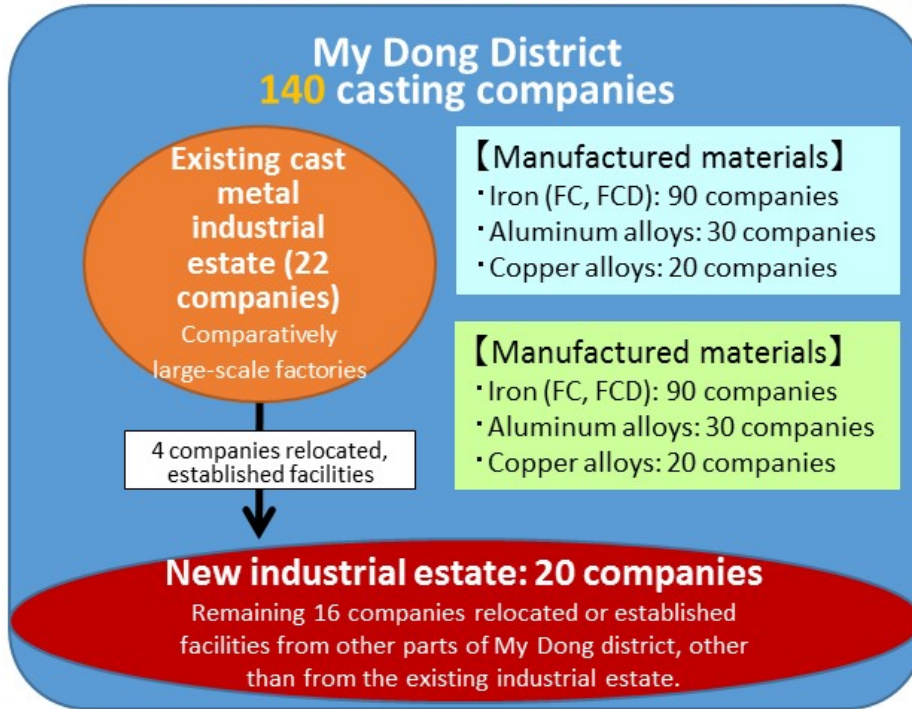 My Dong District
140 casting companies
Existing cast
metal
industrial
estate (22
companies)
Comparatively
large-scale factories
【Manufactured materials】
・Iron (FC, FCD): 90 companies
・Aluminum alloys: 30 companies
・Copper alloys: 20 companies
【Manufactured materials】
・Iron (FC, FCD): 90 companies
・Aluminum alloys: 30 companies
・Copper alloys: 20 companies
4 companies relocated,
established facilities
New industrial estate: 20 companies
Remaining 16 companies relocated or established
facilities from other parts of My Dong district, other
than from the existing industrial estate.